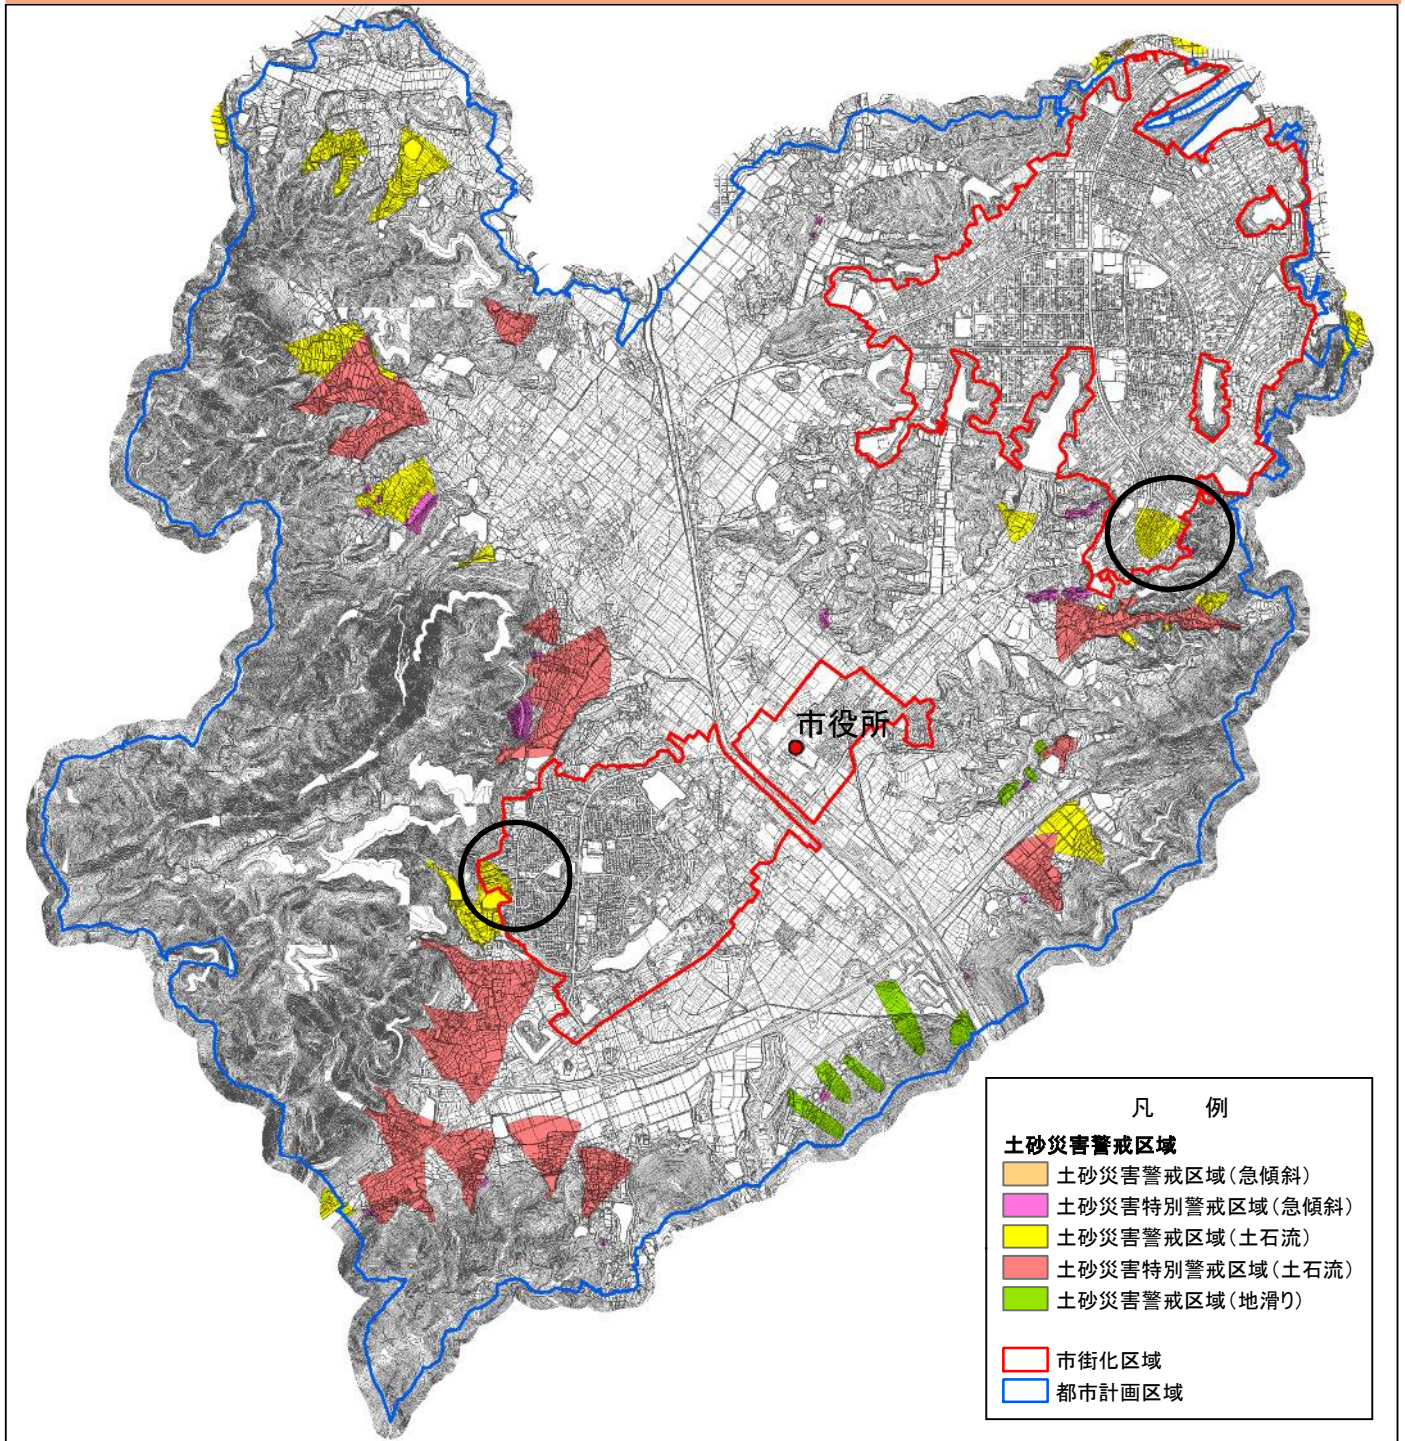 市役所
凡 例
土砂災害警戒区域
土砂災害警戒区域(急傾斜)
土砂災害特別警戒区域(急傾斜)
土砂災害警戒区域(土石流)
土砂災害特別警戒区域(土石流)
土砂災害警戒区域(地滑り)
市街化区域
都市計画区域